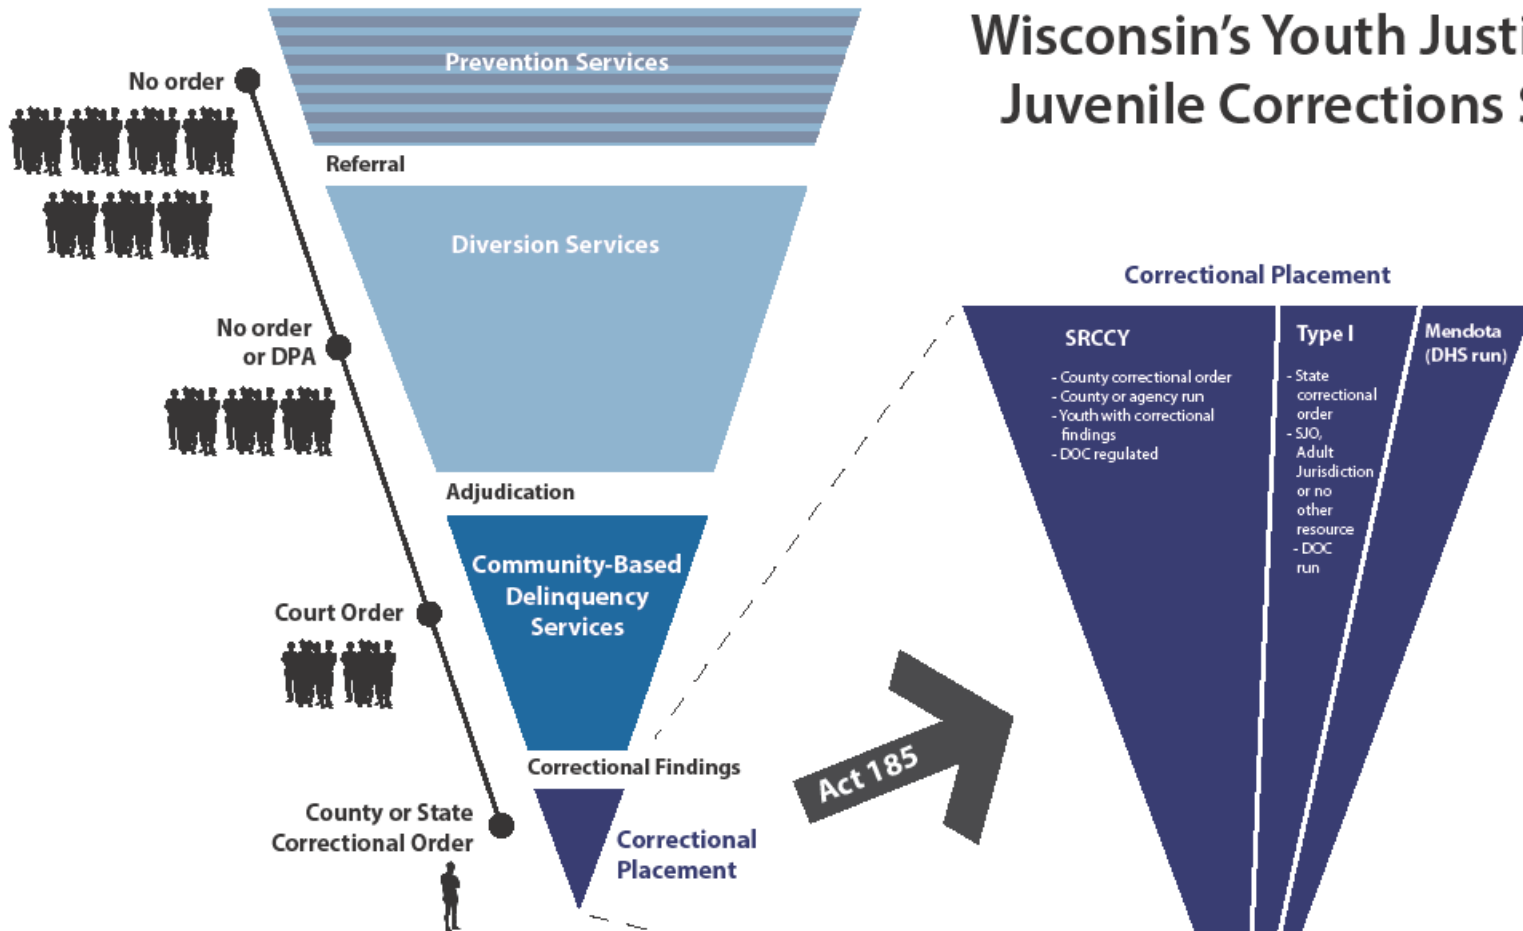 Wisconsin's Youth Justi
Juvenile Corrections
No order
Prevention Services
Referral
Diversion Services
No order
or DPA
Adjudication
Community-Based
Delinquency
Services
Court Order
Correctional Findings
County or State
Correctional Order
Correctional
Placement
Act 185
Correctional Placement
SRCCY
- County correctional order
- County or agency run
- Youth with correctional
findings
- DOC regulated
Type I
- State
correctional
order
- SJO,
Adult
Jurisdiction
or no
other
resource
- DOC
run
Mendota
(DHS run)